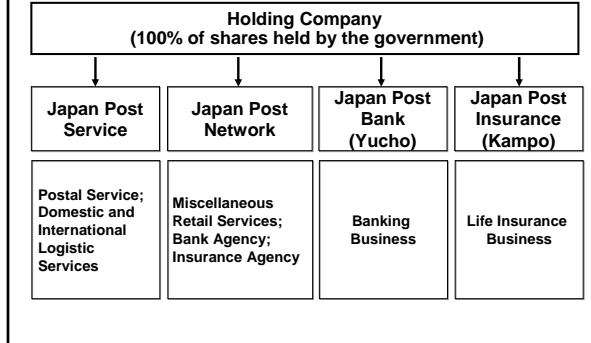 Holding Company
(100% of shares held by the government)
Japan Post
Service
Japan Post
Network
Japan Post
Bank
(Yucho)
Japan Post
Insurance
(Kampo)
Postal Service;
Domestic and
International
Logistic
Services
Miscellaneous
Retail Services;
Bank Agency;
Insurance Agency
Banking
Business
Life Insurance
Business